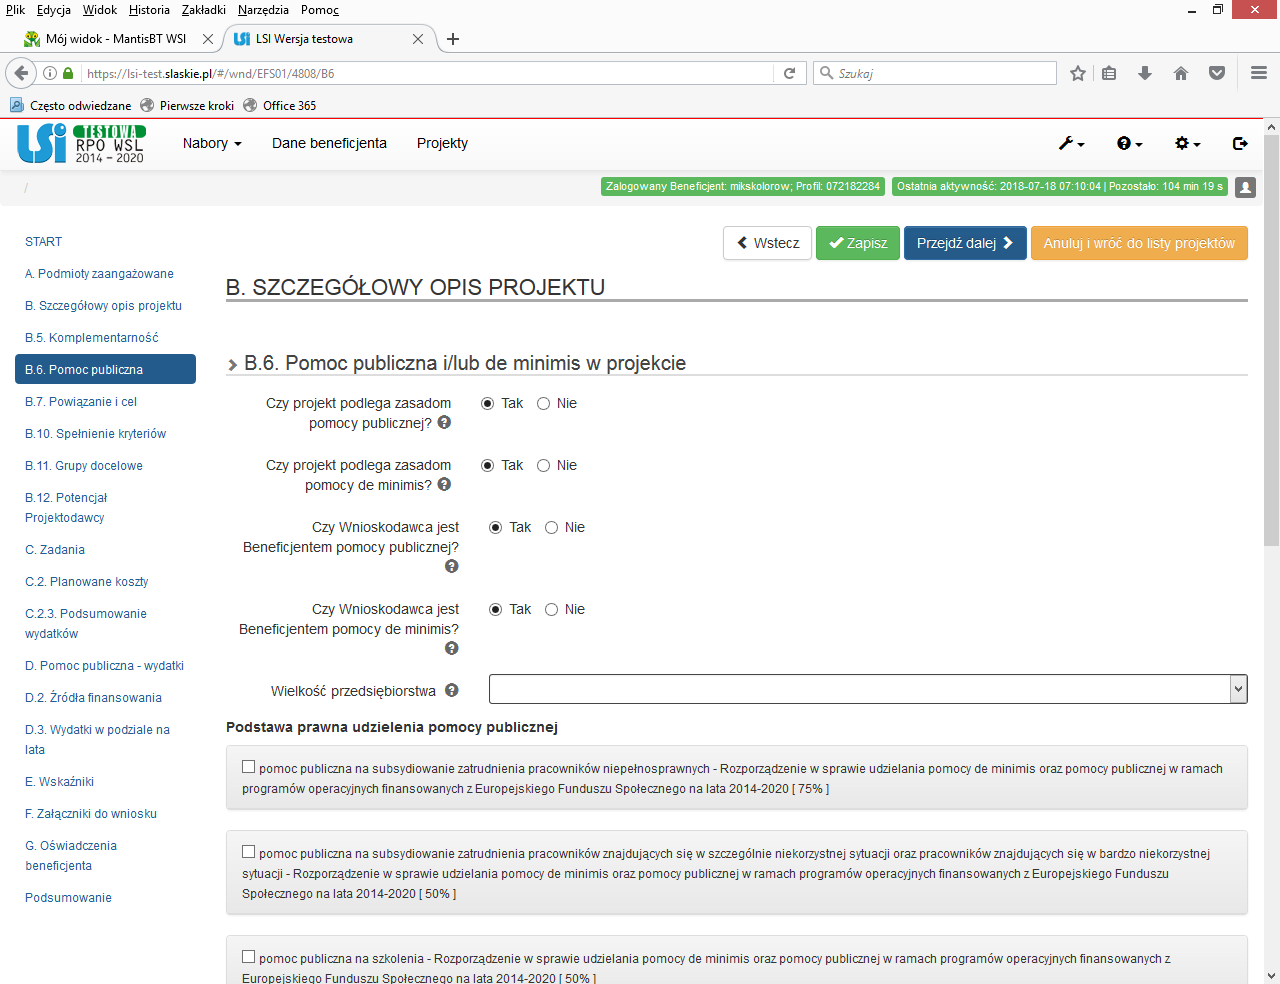 Plik Edycja Widok Historia Zakładki Narzędzia Pomoc
Mój widok - MantisBT WSI
LSI Wersja testowa
https://lsi-test.slaskie.pl/#/wnd/EFS01/4808/B6
Szukaj
Często odwiedzane Pierwsze kroki Office 365
LSI TESTOWA
RPO WSL
2014 – 2020
Nabory Dane beneficjenta Projekty
/
Zalogowany Beneficjent: mikskolorow; Profil: 072182284
Ostatnia aktywność: 2018-07-18 07:10:04 | Pozostało: 104 min 19 s
START
A. Podmioty zaangażowane
B. Szczegółowy opis projektu
B.5. Komplementarność
B.6. Pomoc publiczna
B.7. Powiązanie i cel
B.10. Spełnienie kryteriów
B.11. Grupy docelowe
B.12. Potencjał
Projektodawcy
C. Zadania
C.2. Planowane koszty
C.2.3. Podsumowanie
wydatków
D. Pomoc publiczna - wydatki
D.2. Źródła finansowania
D.3. Wydatki w podziale na
lata
E. Wskaźniki
F. Załączniki do wniosku
G. Oświadczenia
beneficjenta
Podsumowanie
Wstecz Zapisz Przejdź dalej Anuluj i wróć do listy projektów
B. SZCZEGÓŁOWY OPIS PROJEKTU
B.6. Pomoc publiczna i/lub de minimis w projekcie
Czy projekt podlega zasadom
pomocy publicznej?
Tak Nie
Czy projekt podlega zasadom
pomocy de minimis?
Tak Nie
Czy Wnioskodawca jest
Beneficjentem pomocy publicznej?
Tak Nie
Czy Wnioskodawca jest
Beneficjentem pomocy de minimis?
Tak Nie
Wielkość przedsiębiorstwa
Podstawa prawna udzielenia pomocy publicznej
pomoc publiczna na subsydiowanie zatrudnienia pracowników niepełnosprawnych - Rozporządzenie w sprawie udzielania pomocy de minimis oraz pomocy publicznej w ramach
programów operacyjnych finansowanych z Europejskiego Funduszu Społecznego na lata 2014-2020 [ 75% ]
pomoc publiczna na subsydiowanie zatrudnienia pracowników znajdujących się w szczególnie niekorzystnej sytuacji oraz pracowników znajdujących się w bardzo niekorzystnej
sytuacji - Rozporządzenie w sprawie udzielania pomocy de minimis oraz pomocy publicznej w ramach programów operacyjnych finansowanych z Europejskiego Funduszu
Społecznego na lata 2014-2020 [ 50% ]
pomoc publiczna na szkolenia - Rozporządzenie w sprawie udzielania pomocy de minimis oraz pomocy publicznej w ramach programów operacyjnych finansowanych z
Europejskiego Funduszu Społecznego na lata 2014-2020 [ 50% ]